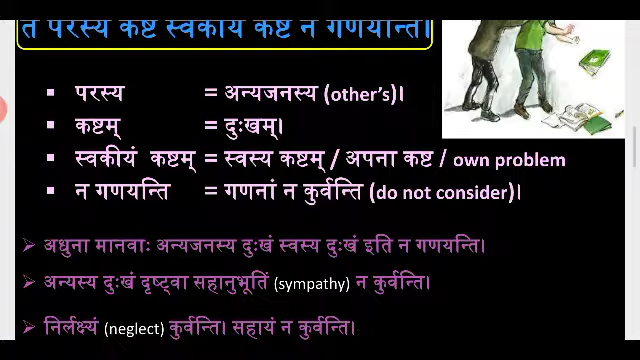 ते परस्य कष्टं स्वकीयं कष्टं न गणयन्ति।
▪ परस्य = अन्यजनस्य (other's)।
▪ कष्टम् = दुःखम्।
▪ स्वकीयं कष्टम् = स्वस्य कष्टम् / अपना कष्ट / own problem
▪ न गणयन्ति = गणनां न कुर्वन्ति (do not consider)।
➢ अधुना मानवाः अन्यजनस्य दुःखं स्वस्य दुःखं इति न गणयन्ति।
➢ अन्यस्य दुःखं दृष्ट्वा सहानुभूतिं (sympathy) न कुर्वन्ति।
➢ निर्लक्ष्यं (neglect) कुर्वन्ति। सहायं न कुर्वन्ति।